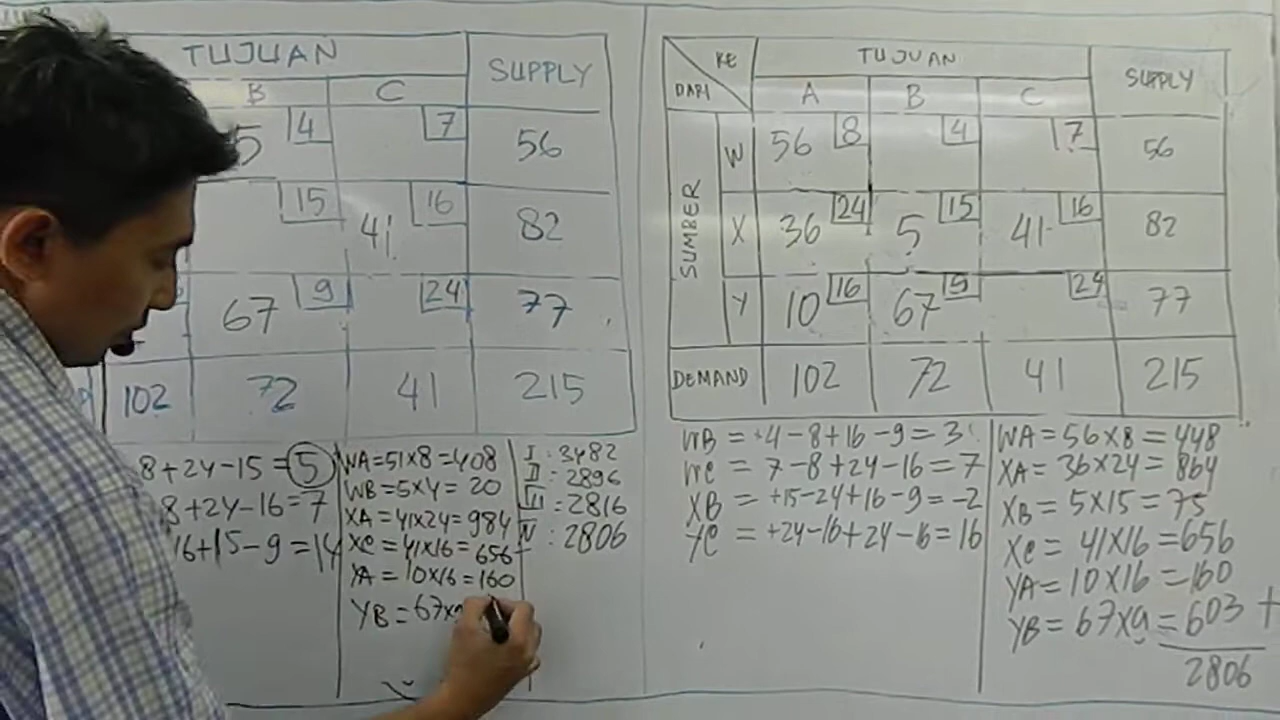 TUJUAN
SUPPLY
B
C
5
4
7
56
15
41
16
82
67
9
24
77
102
72
41
215
8+24-15=5
8+24-16=7
16+15-9=14
WA=51x8=408
WB=5x4=20
XA=41x24=984
XC=41x16=656
YA=10x16=160
YB=67x9
I : 3482
II : 2896
III : 2816
IV : 2806
KE
DARI
TUJUAN
SUPPLY
A
B
C
SUMBER
W
56
8
4
7
56
X
36
24
5
15
41
16
82
Y
10
16
67
9
24
77
DEMAND
102
72
41
215
WB = +4-8+16-9=3
WC = 7-8+24-16=7
XB = +15-24+16-9=-2
YC = +24-16+24-16=16
WA=56x8=448
XA=36x24=864
XB=5x15=75
XC=41x16=656
YA=10x16=160
YB=67x9=603 +
2806